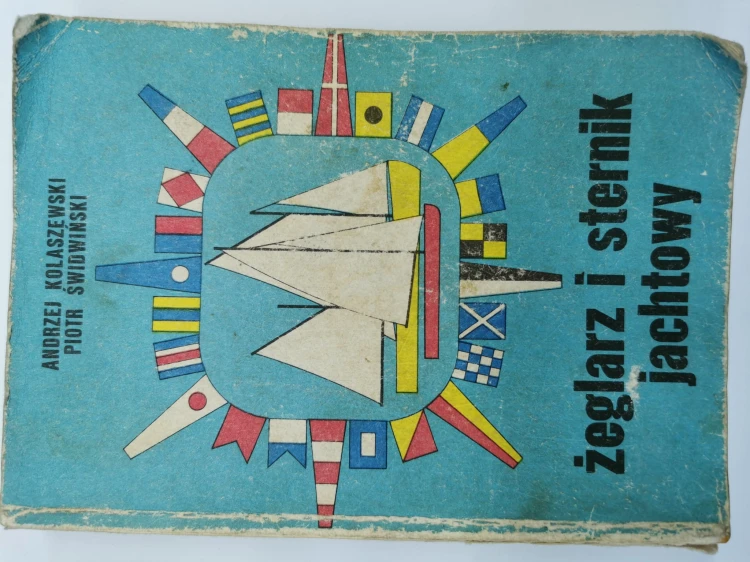 ANDRZEJ KOLASZEWSKI
PIOTR ŚWIDWIŃSKI
żeglarz i sternik
jachtowy